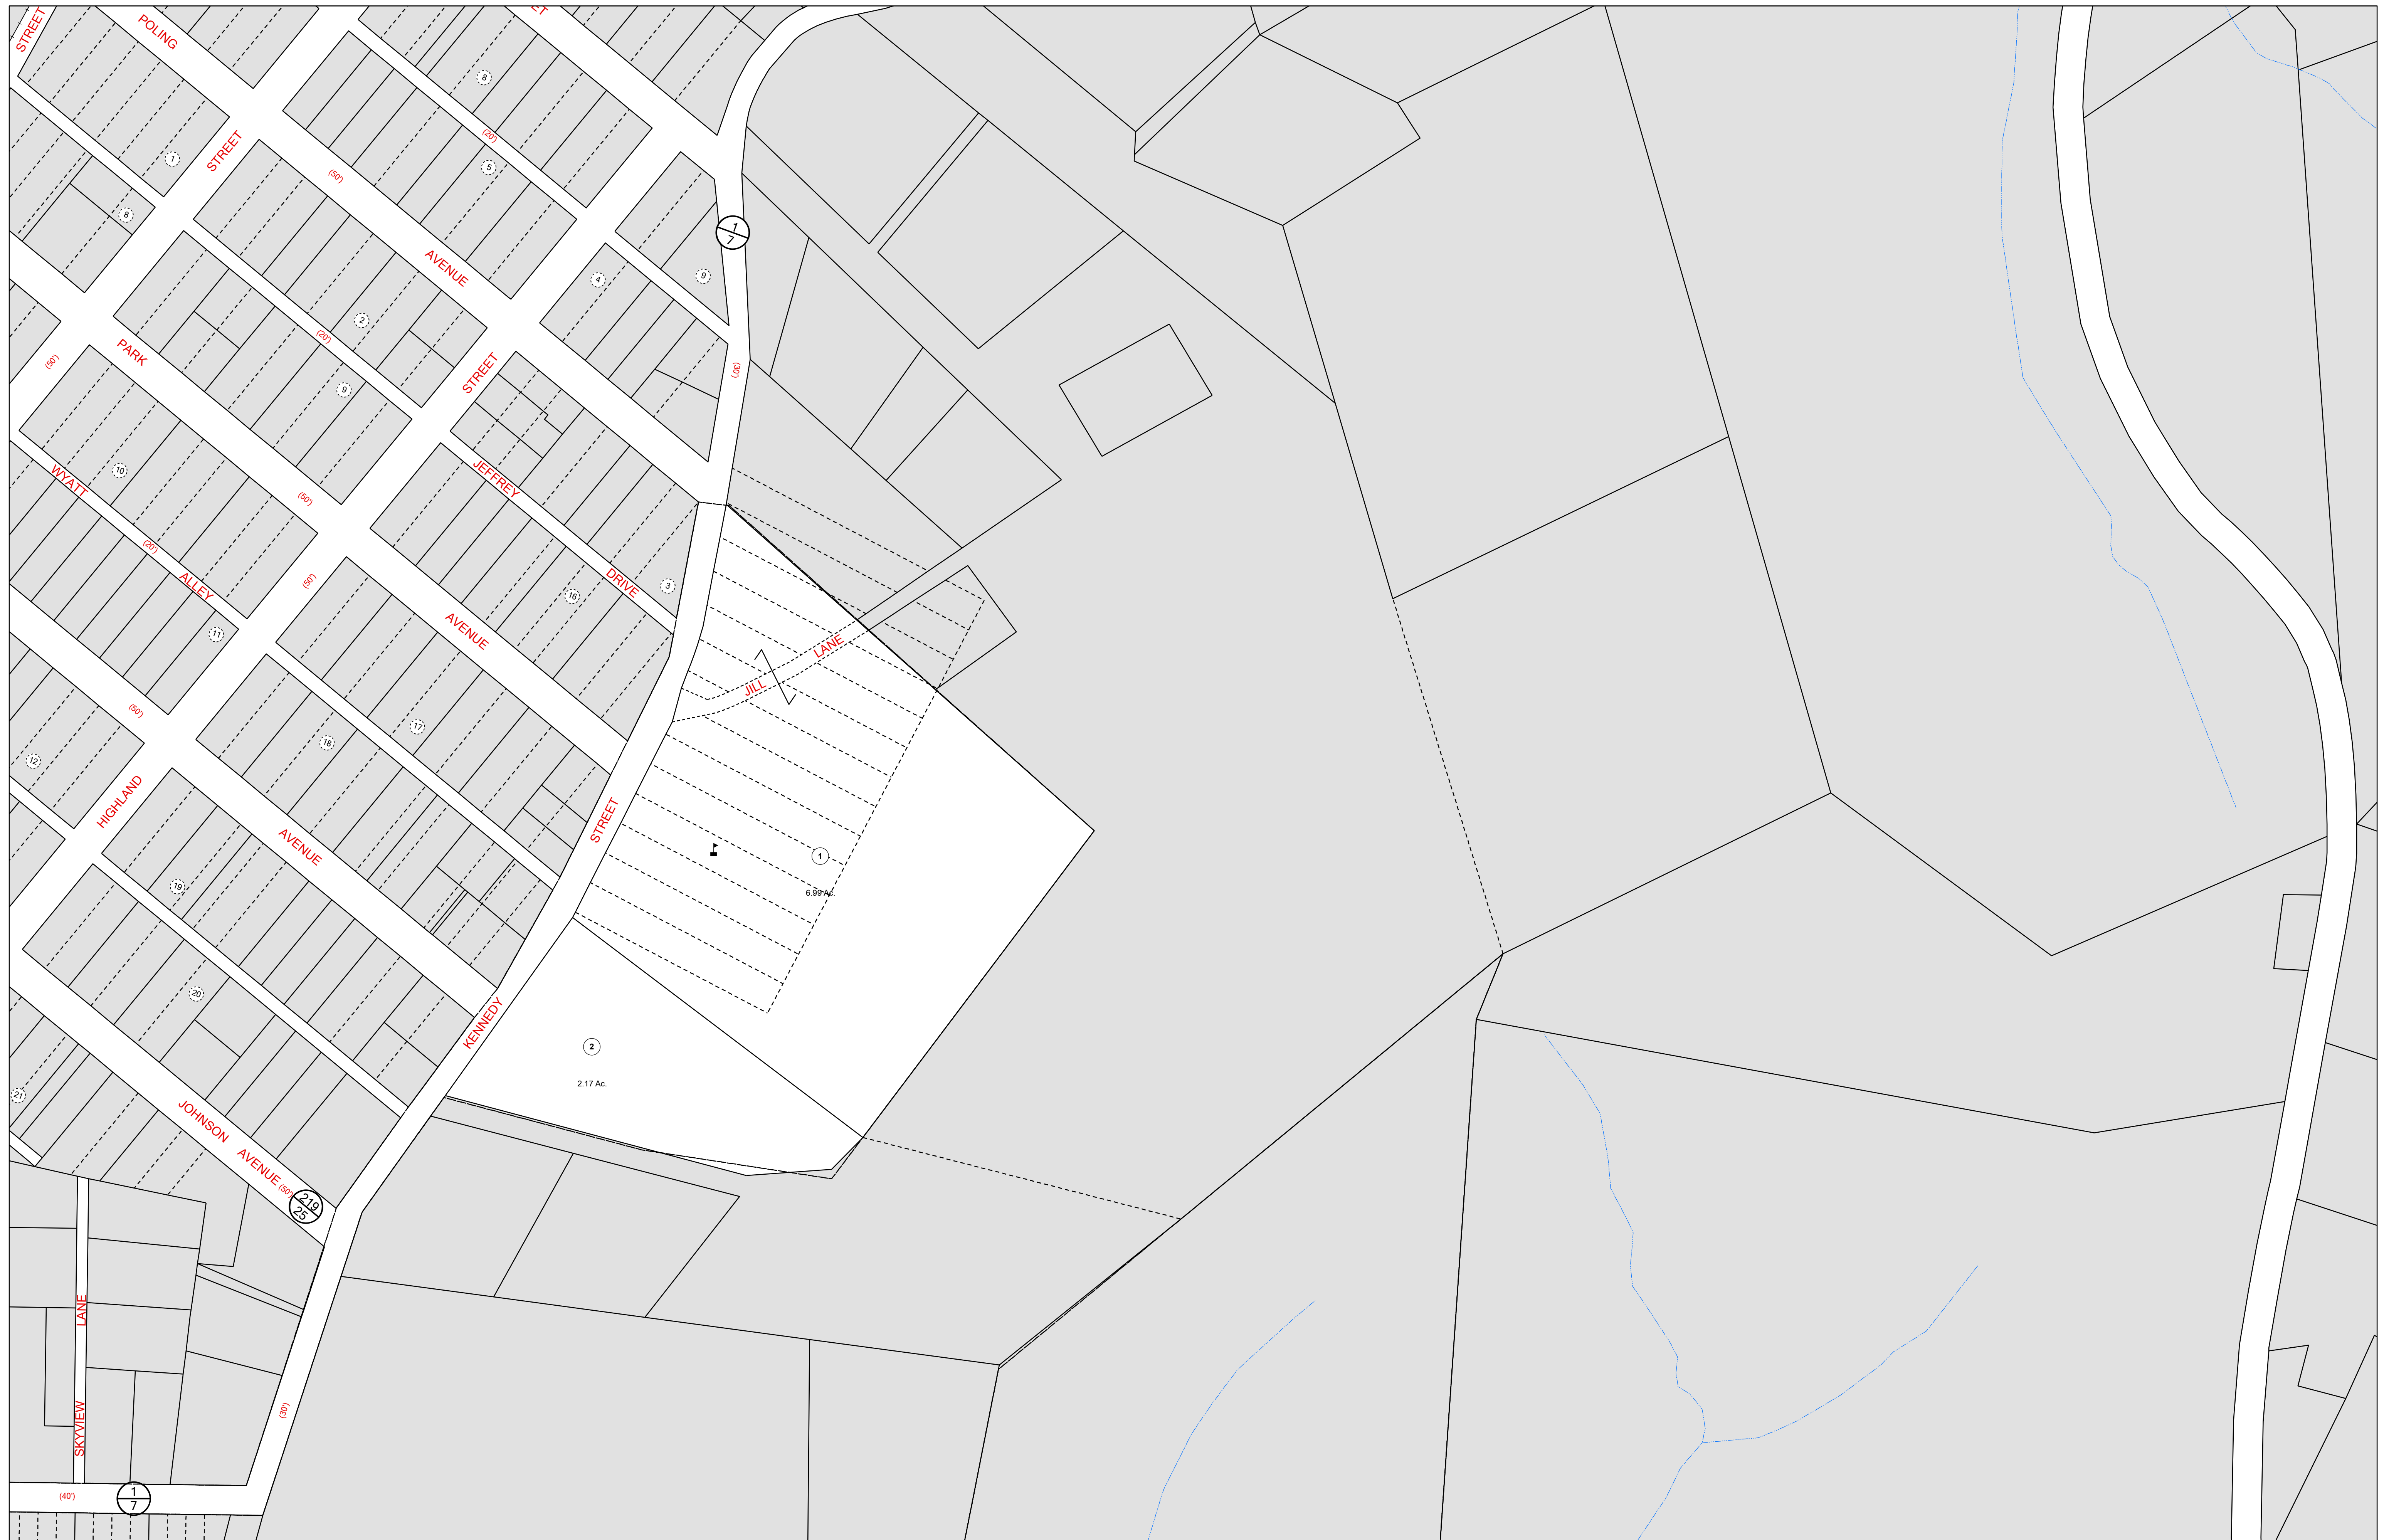 STREET
POLING
ET
8
(20')
5
1
STREET
(50')
8
AVENUE
4
9
1
7
2
(20')
PARK
(50')
STREET
(30')
9
JEFFREY
10
WYATT
(50')
(20')
ALLEY
(50')
DRIVE
3
16
11
AVENUE
LANE
JILL
(50')
17
18
12
HIGHLAND
STREET
AVENUE
1
6.99 Ac.
19
20
KENNEDY
2
2.17 Ac.
21
JOHNSON
AVENUE
(50')
219
25
LANE
SKYVIEW
(30')
(40')
1
7